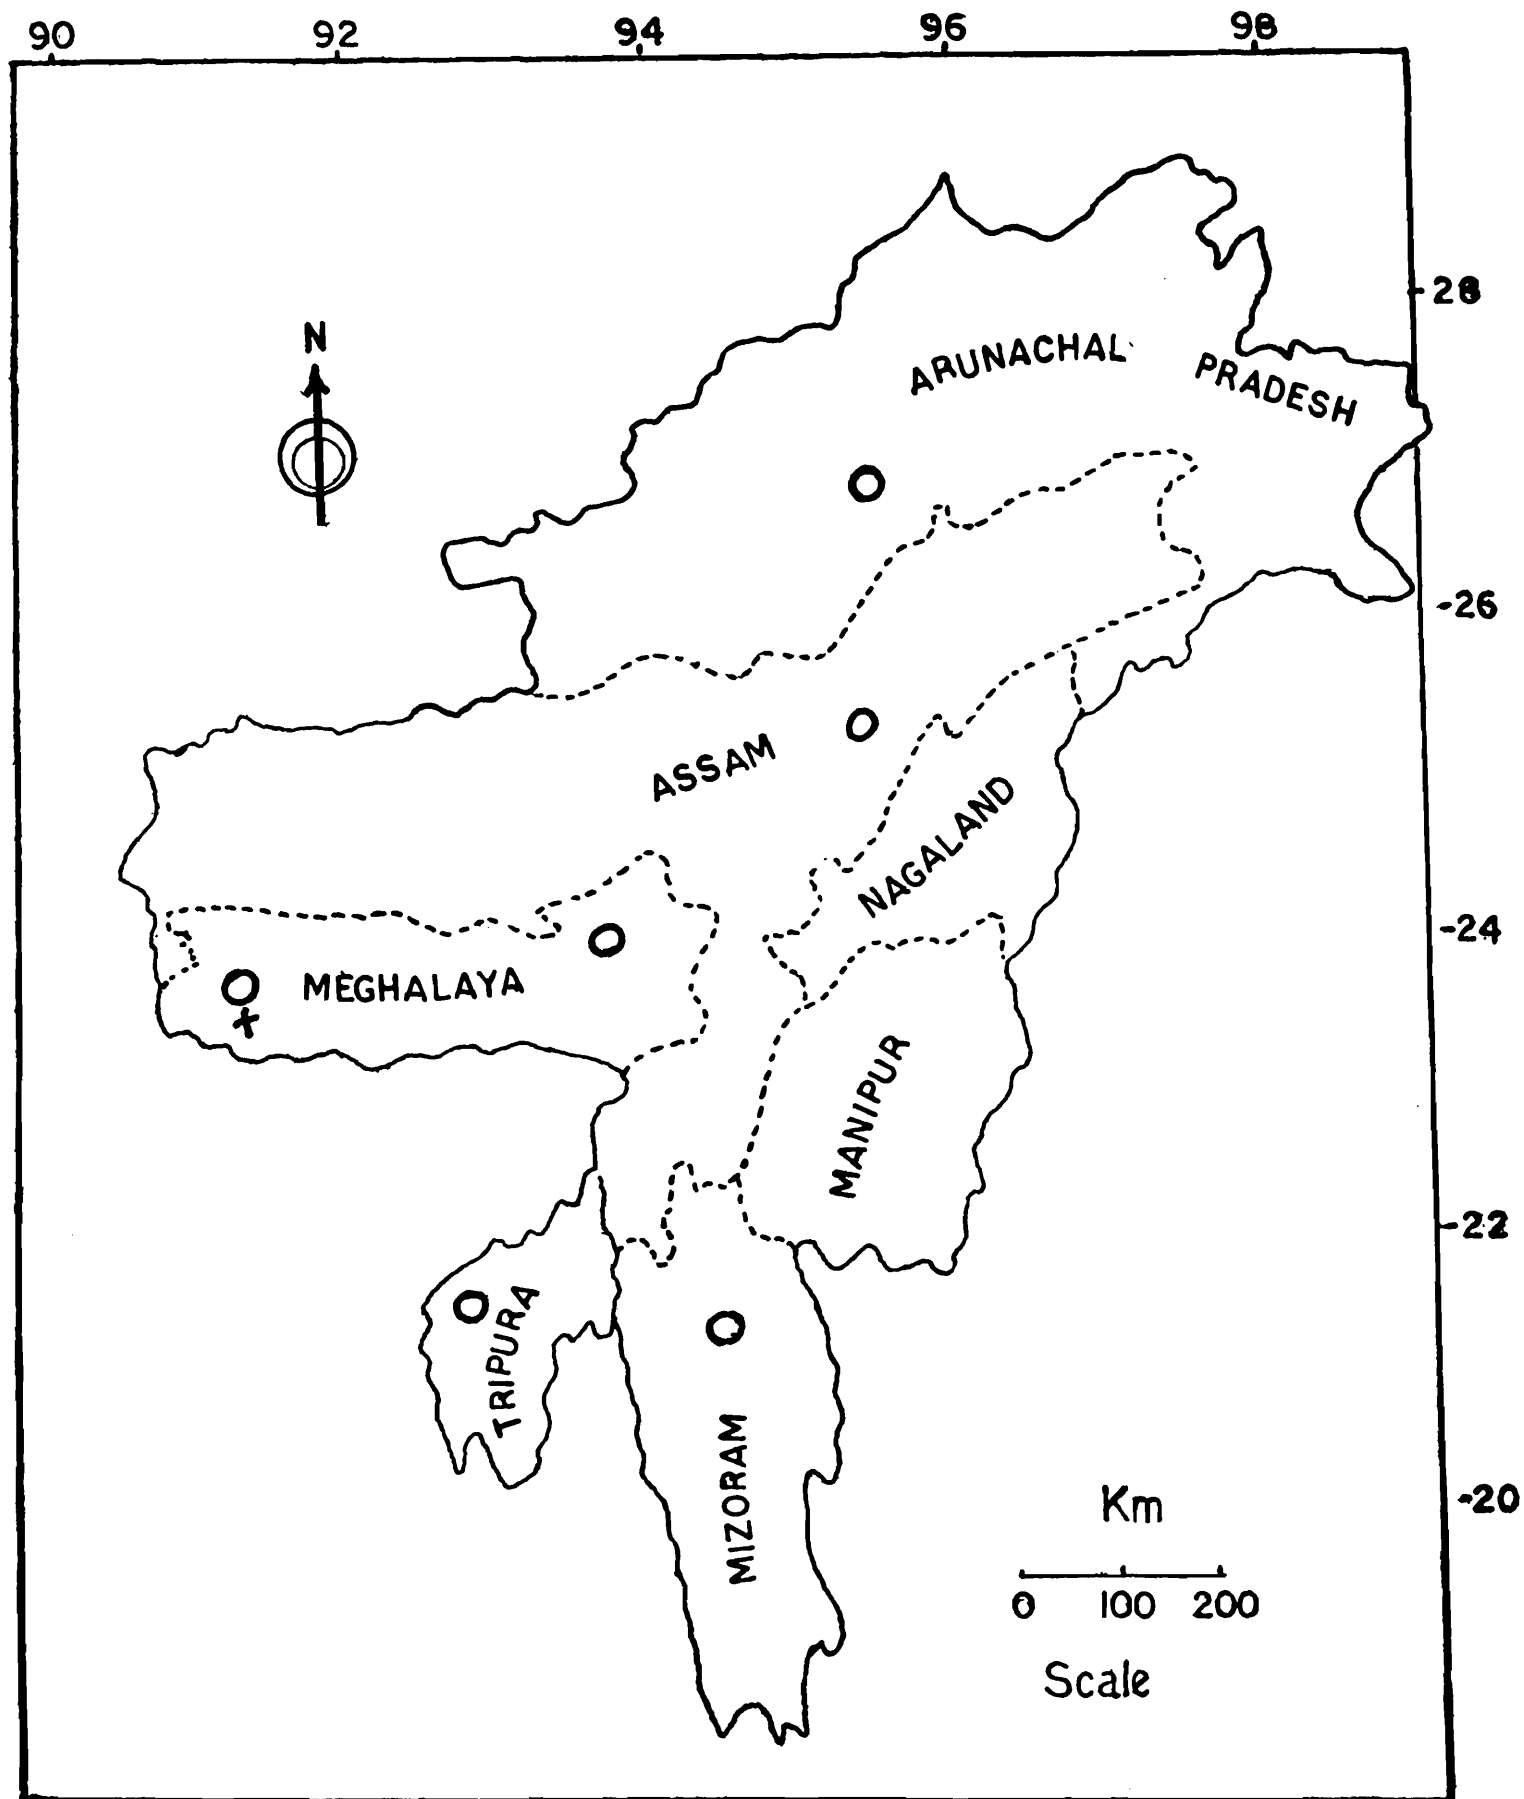 90 92 94 96 98
28
N
ARUNACHAL PRADESH
-26
ASSAM
NAGALAND
-24
MEGHALAYA
MANIPUR
-22
TRIPURA
MIZORAM
-20
Km
0 100 200
Scale